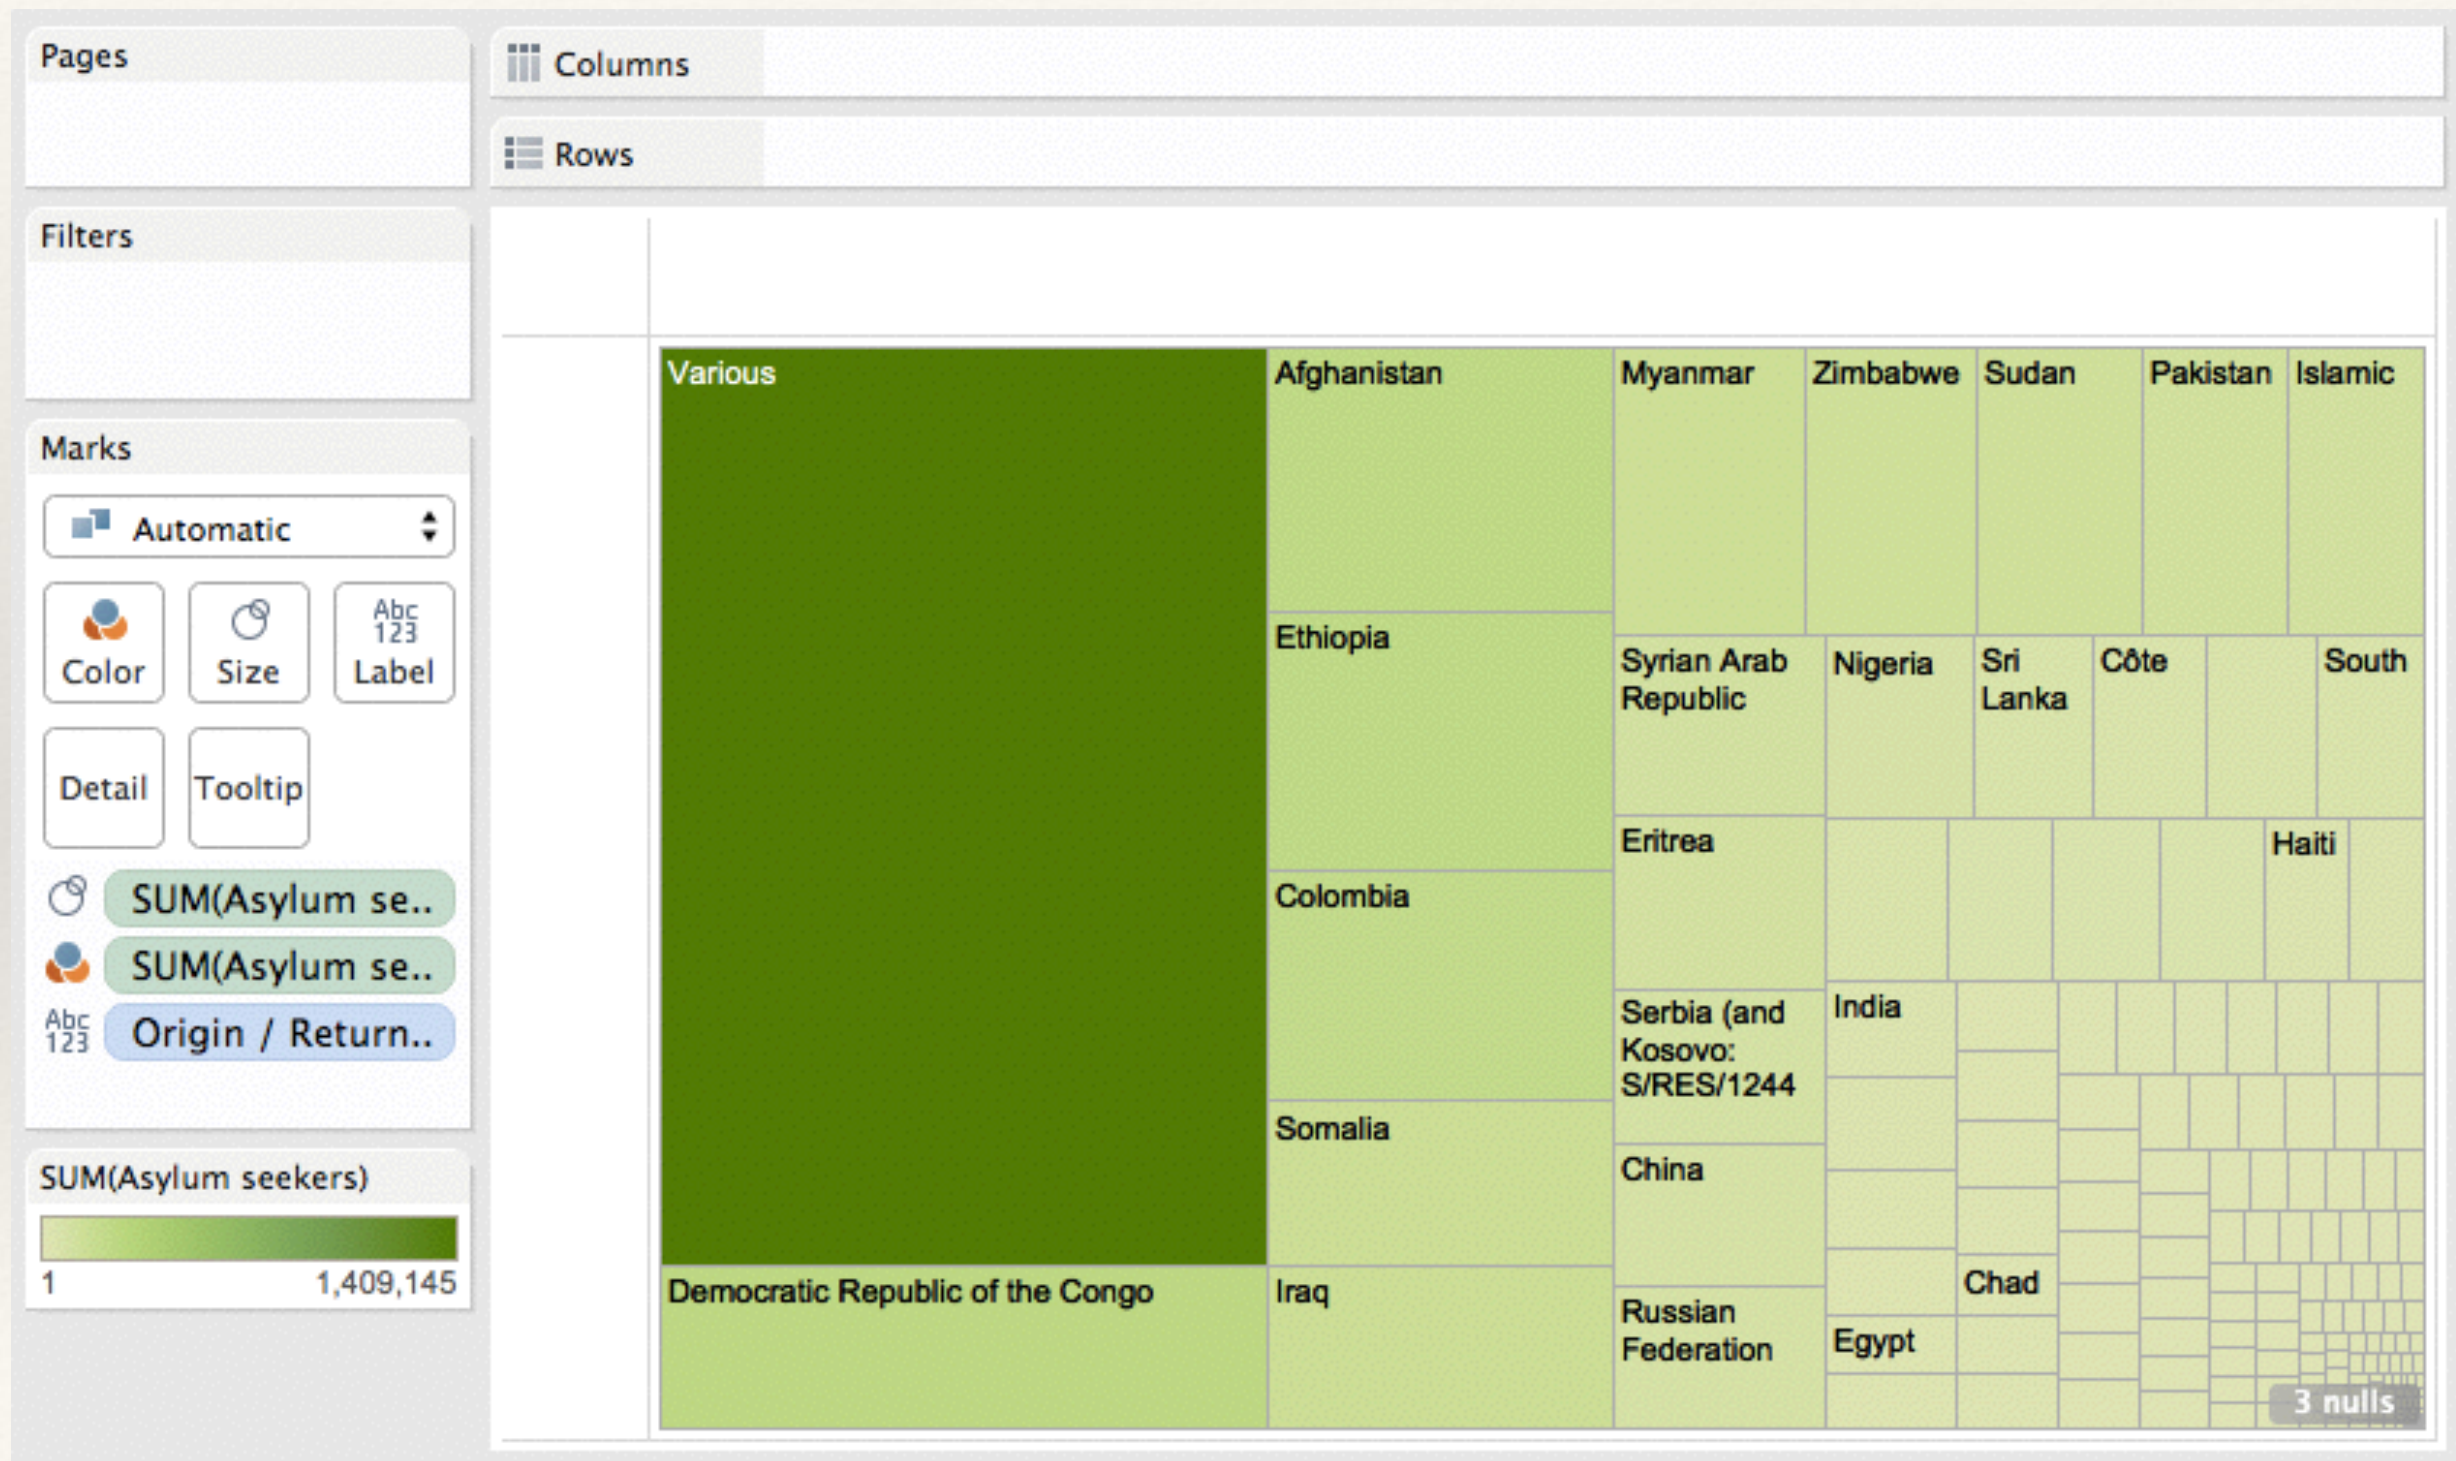 Pages
Columns
Rows
Filters
Marks
Automatic
Color
Size
Abc
123
Label
Detail
Tooltip
SUM(Asylum se..
SUM(Asylum se..
Abc
123
Origin / Return..
SUM(Asylum seekers)
1
1,409,145
Various
Afghanistan
Myanmar
Zimbabwe
Sudan
Pakistan
Islamic
Ethiopia
Syrian Arab
Republic
Nigeria
Sri
Lanka
Côte
South
Colombia
Eritrea
Haiti
Serbia (and
Kosovo:
S/RES/1244
India
Somalia
China
Democratic Republic of the Congo
Iraq
Russian
Federation
Chad
Egypt
3 nulls